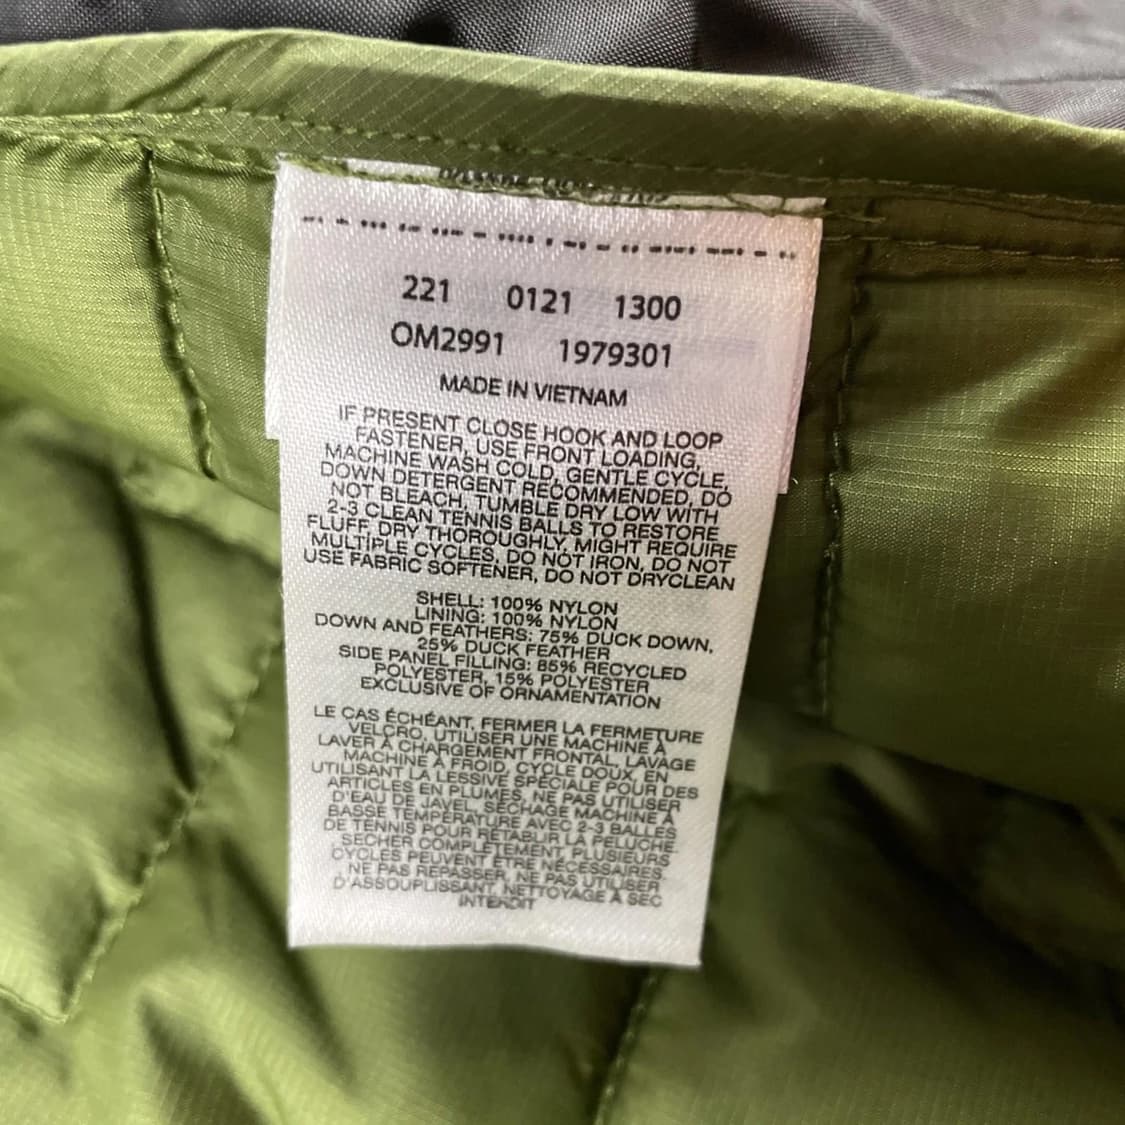 221 0121 1300
OM2991 1979301
MADE IN VIETNAM
IF PRESENT CLOSE HOOK AND LOOP
FASTENER, USE FRONT LOADING,
MACHINE WASH COLD, GENTLE CYCLE,
DOWN DETERGENT RECOMMENDED, DO
NOT BLEACH, TUMBLE DRY LOW WITH
2-3 CLEAN TENNIS BALLS TO RESTORE
FLUFF, DRY THOROUGHLY, MIGHT REQUIRE
MULTIPLE CYCLES, DO NOT IRON, DO NOT
USE FABRIC SOFTENER, DO NOT DRYCLEAN
SHELL: 100% NYLON
LINING: 100% NYLON
DOWN AND FEATHERS: 75% DUCK DOWN,
25% DUCK FEATHER
SIDE PANEL FILLING: 85% RECYCLED
POLYESTER, 15% POLYESTER
EXCLUSIVE OF ORNAMENTATION
LE CAS ÉCHÉANT, FERMER LA FERMETURE
VELCRO, UTILISER UNE MACHINE À
LAVER À CHARGEMENT FRONTAL, LAVAGE
MACHINE À FROID, CYCLE DOUX, EN
UTILISANT LA LESSIVE SPÉCIALE POUR DES
ARTICLES EN PLUMES, NE PAS UTILISER
D'EAU DE JAVEL, SÉCHAGE MACHINE À
BASSE TEMPÉRATURE AVEC 2-3 BALLES
DE TENNIS POUR RÉTABLIR LA PELUCHE,
SÉCHER COMPLÈTEMENT, PLUSIEURS
CYCLES PEUVENT ÊTRE NÉCESSAIRES.
NE PAS REPASSER, NE PAS UTILISER
D'ASSOUPLISSANT, NETTOYAGE À SEC
INTERDIT